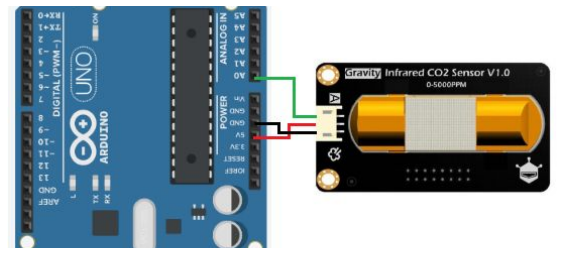 RX←0
TX→1
2
~3
4
~5
~6
7
8
~9
~10
~11
12
13
GND
AREF
DIGITAL (PWM~)
ON
UNO
ARDUINO
L
TX
RX
A5
A4
A3
A2
A1
A0
ANALOG IN
Vin
GND
GND
5V
3.3V
RESET
IOREF
POWER
Gravity Infrared CO2 Sensor V1.0
0-5000PPM
A